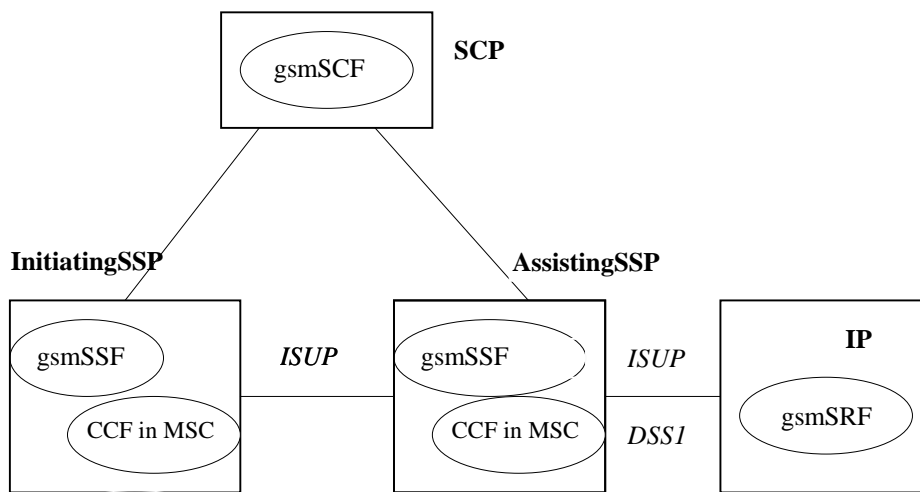 SCP
gsmSCF
InitiatingSSP
AssistingSSP
gsmSSF
ISUP
gsmSSF
ISUP
IP
CCF in MSC
CCF in MSC
DSS1
gsmSRF